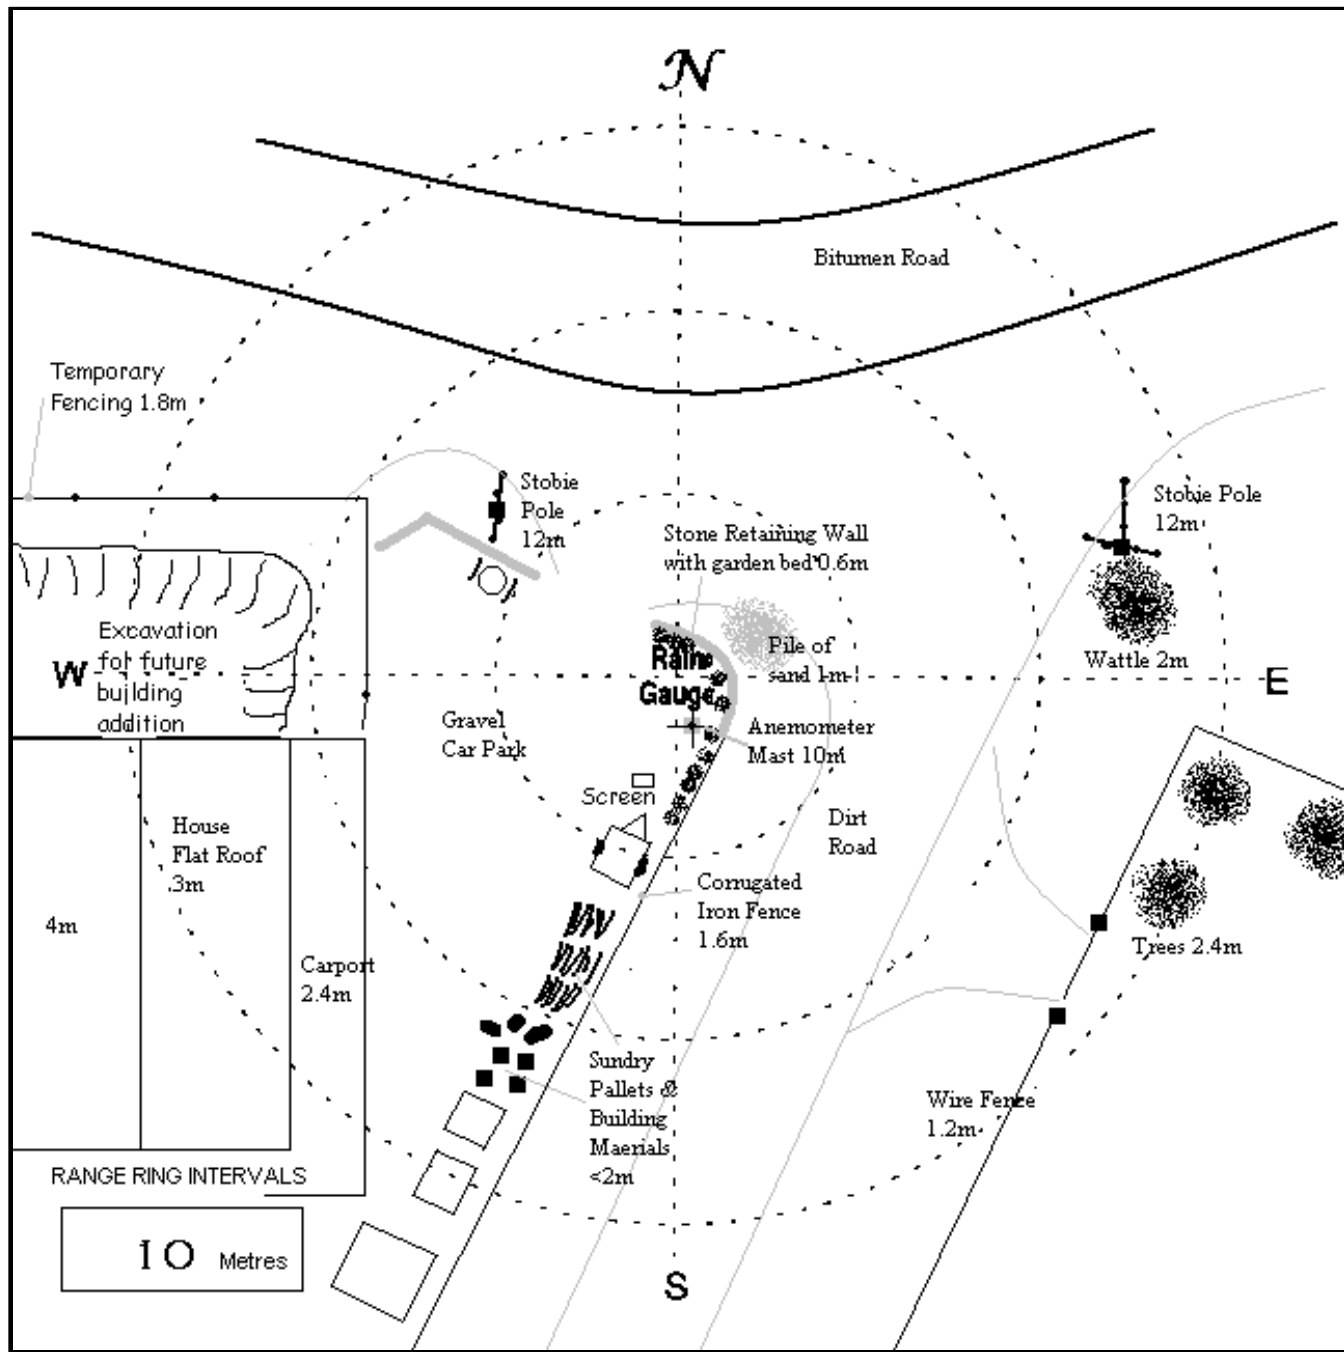 N
Bitumen Road
Temporary
Fencing 1.8m
Stobie
Pole
12m
Stobie Pole
12m
Stone Retaining Wall
with garden bed 0.6m
Excavation
for future
building
addition
W
Rain
Gauge
Pile of
sand 1m
Wattle 2m
E
Gravel
Car Park
Anemometer
Mast 10m
Screen
House
Flat Roof
3m
Dirt
Road
4m
Corrugated
Iron Fence
1.6m
Carport
2.4m
Trees 2.4m
Sundry
Pallets &
Building
Maerials
<2m
Wire Fence
1.2m
RANGE RING INTERVALS
10 Metres
S